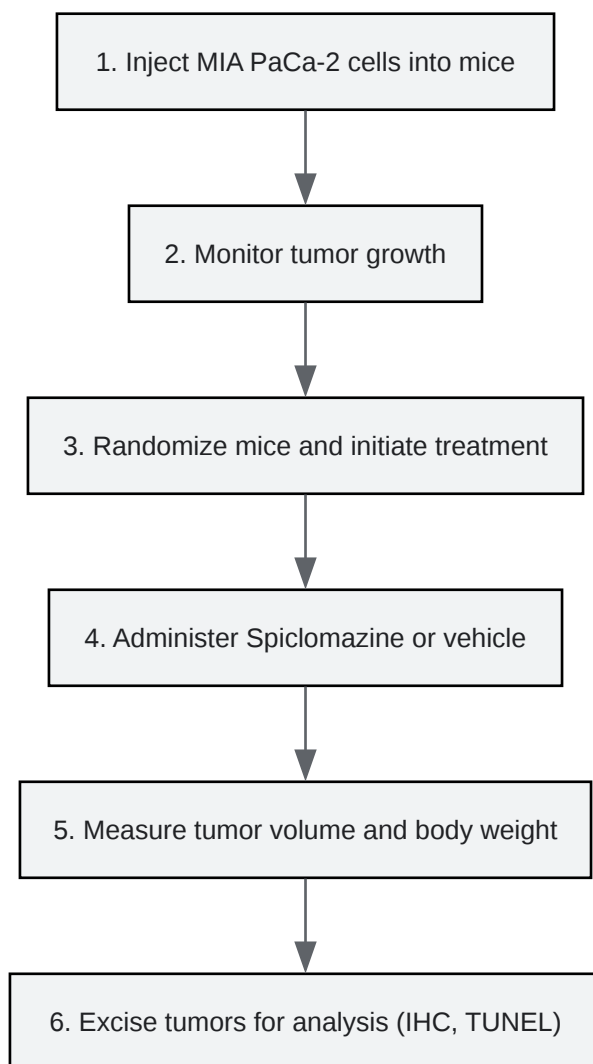 1. Inject MIA PaCa-2 cells into mice
2. Monitor tumor growth
3. Randomize mice and initiate treatment
4. Administer Spiclomazine or vehicle
5. Measure tumor volume and body weight
6. Excise tumors for analysis (IHC, TUNEL)